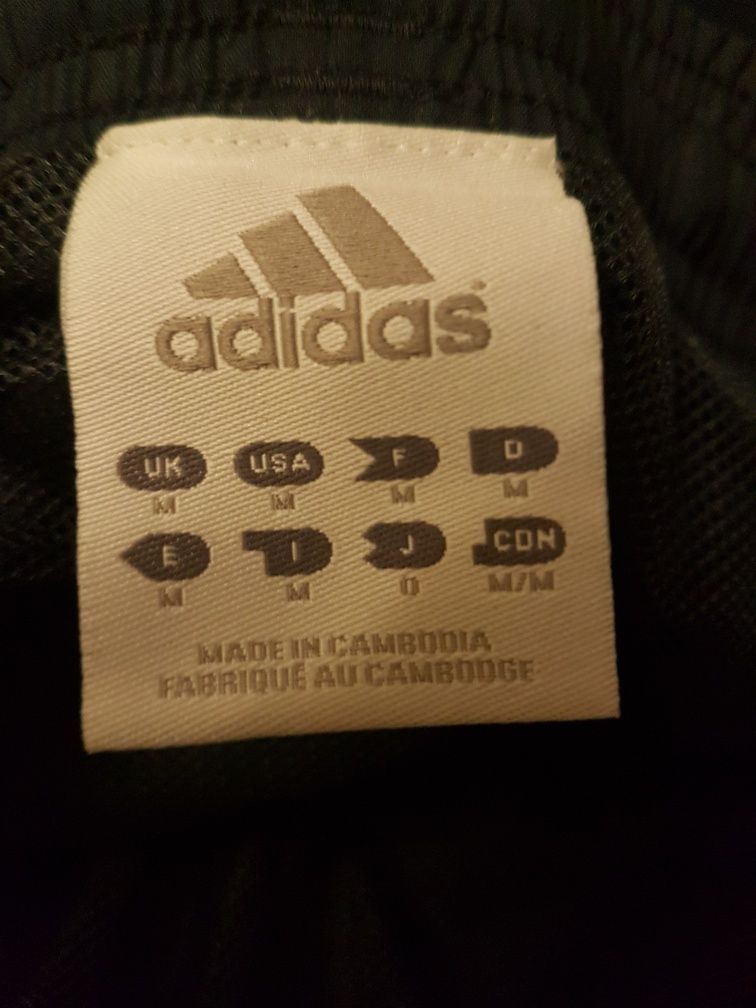 adidas
UK USA F D
M M M M
E I J CDN
M M O M/M
MADE IN CAMBODIA
FABRIQUÉ AU CAMBODGE